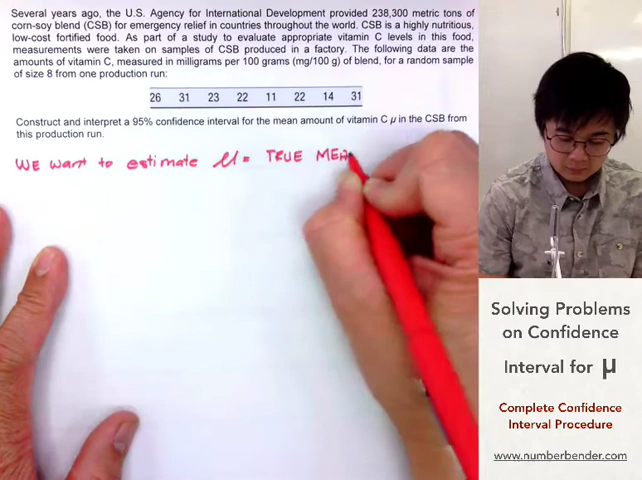 Several years ago, the U.S. Agency for International Development provided 238,300 metric tons of
corn-soy blend (CSB) for emergency relief in countries throughout the world. CSB is a highly nutritious,
low-cost fortified food. As part of a study to evaluate appropriate vitamin C levels in this food,
measurements were taken on samples of CSB produced in a factory. The following data are the
amounts of vitamin C, measured in milligrams per 100 grams (mg/100 g) of blend, for a random sample
of size 8 from one production run:
26 31 23 22 11 22 14 31
Construct and interpret a 95% confidence interval for the mean amount of vitamin C μ in the CSB from
this production run.
WE want to estimate μ = TRUE MEA
Solving Problems
on Confidence
Interval for μ
Complete Confidence
Interval Procedure
www.numberbender.com